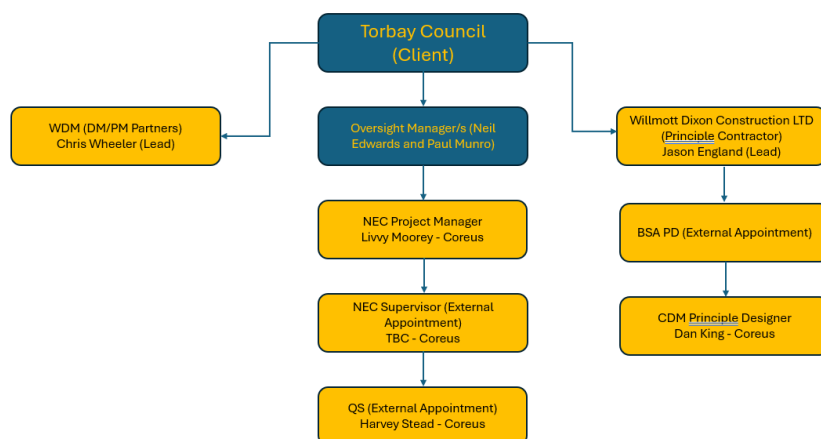 Torbay Council
(Client)
WDM (DM/PM Partners)
Chris Wheeler (Lead)
Oversight Manager/s (Neil
Edwards and Paul Munro)
Willmott Dixon Construction LTD
(Principle Contractor)
Jason England (Lead)
NEC Project Manager
Livvy Moorey - Coreus
BSA PD (External Appointment)
NEC Supervisor (External
Appointment)
TBC - Coreus
CDM Principle Designer
Dan King - Coreus
QS (External Appointment)
Harvey Stead - Coreus